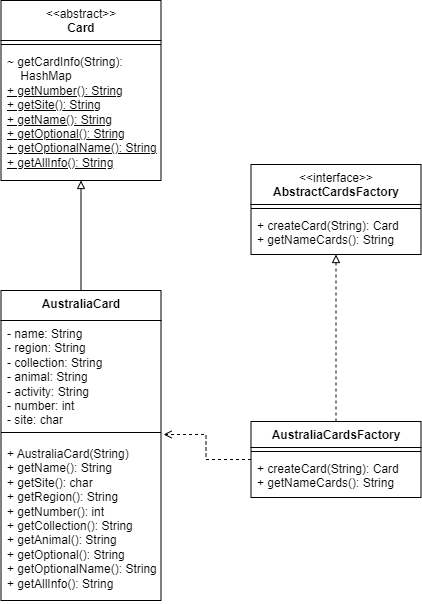 <<abstract>>
Card
~ getCardInfo(String):
HashMap
+ getNumber(): String
+ getSite(): String
+ getName(): String
+ getOptional(): String
+ getOptionalName(): String
+ getAllInfo(): String
<<interface>>
AbstractCardsFactory
+ createCard(String): Card
+ getNameCards(): String
AustraliaCard
- name: String
- region: String
- collection: String
- animal: String
- activity: String
- number: int
- site: char
+ AustraliaCard(String)
+ getName(): String
+ getSite(): char
+ getRegion(): String
+ getNumber(): int
+ getCollection(): String
+ getAnimal(): String
+ getOptional(): String
+ getOptionalName(): String
+ getAllInfo(): String
AustraliaCardsFactory
+ createCard(String): Card
+ getNameCards(): String